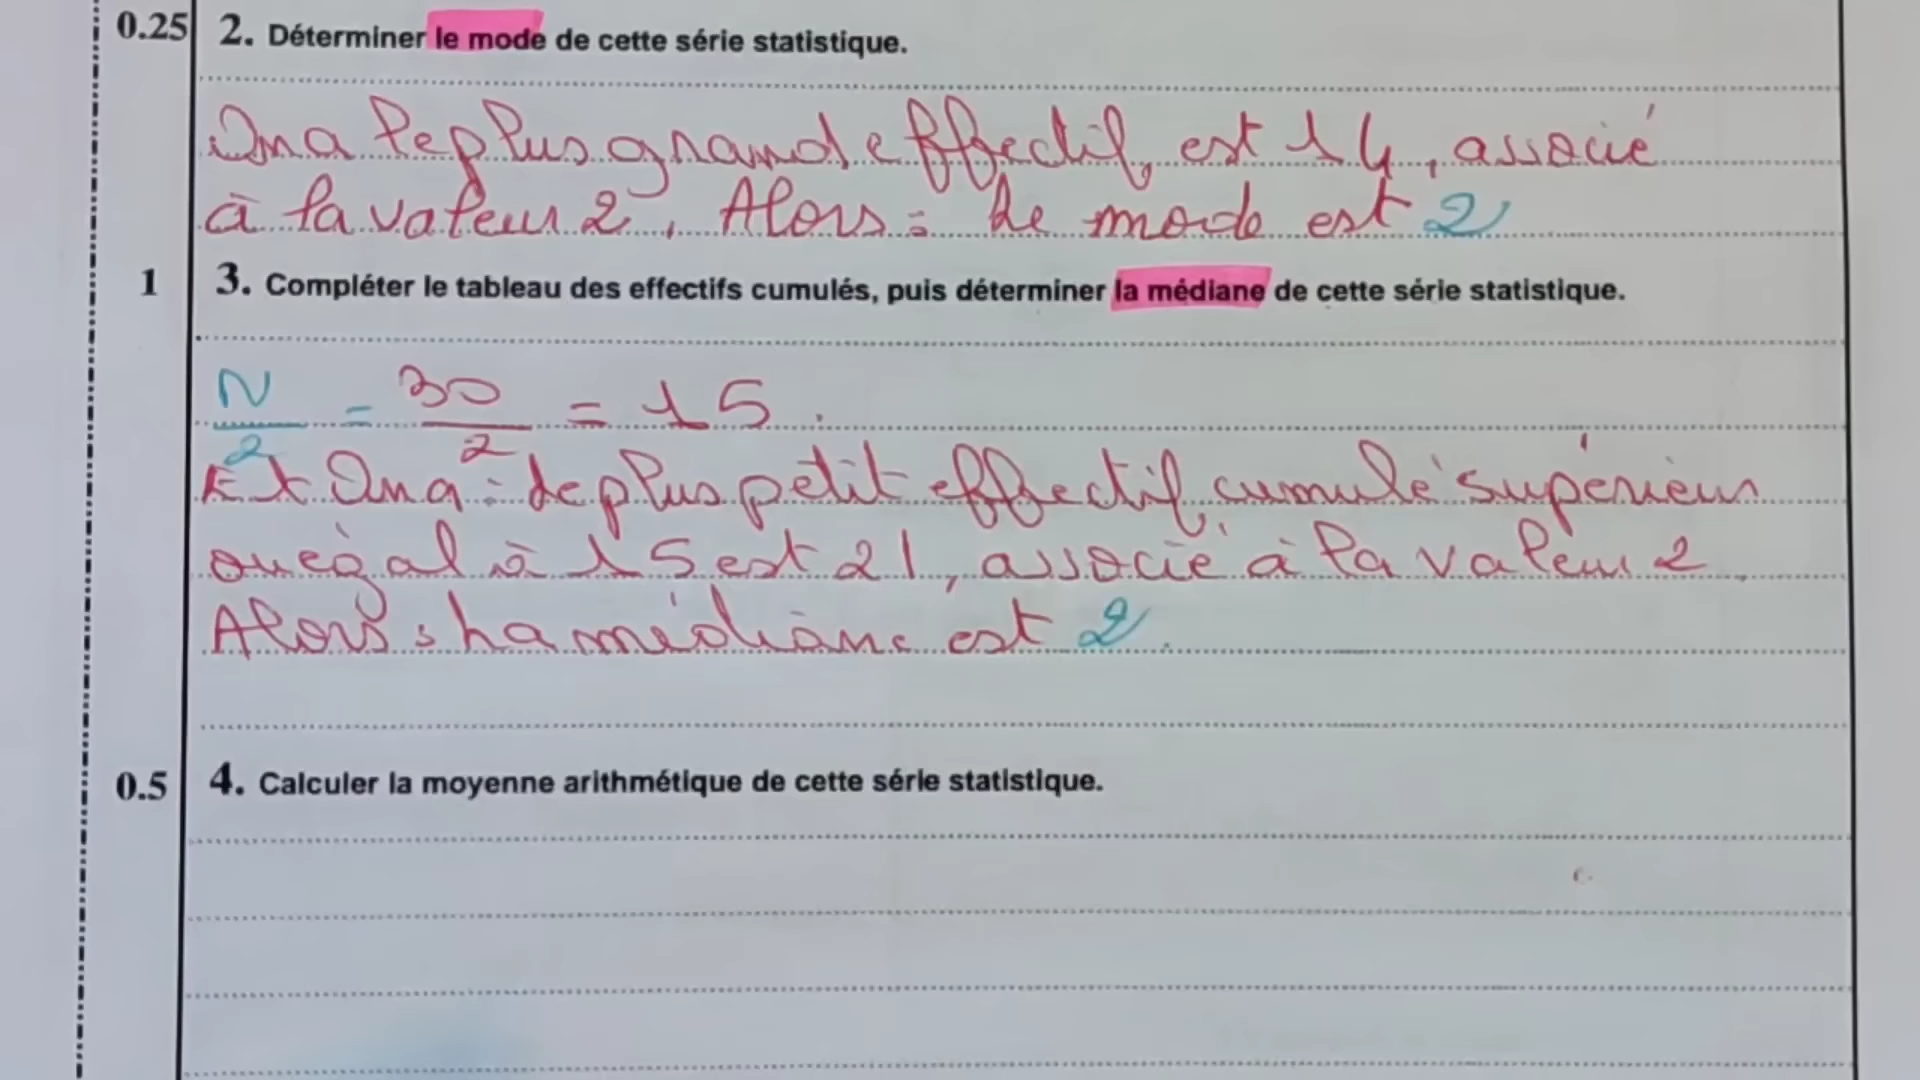 0.25 2. Déterminer le mode de cette série statistique.
On a le plus grand effectif est 14, associé
à la valeur 2, Alors: Le mode est 2
1 3. Compléter le tableau des effectifs cumulés, puis déterminer la médiane de cette série statistique.
N/2 = 30/2 = 15.
Et On a: le plus petit effectif cumulé supérieur
ou égal à 15 est 21, associé à la valeur 2.
Alors: La médiane est 2.
0.5 4. Calculer la moyenne arithmétique de cette série statistique.